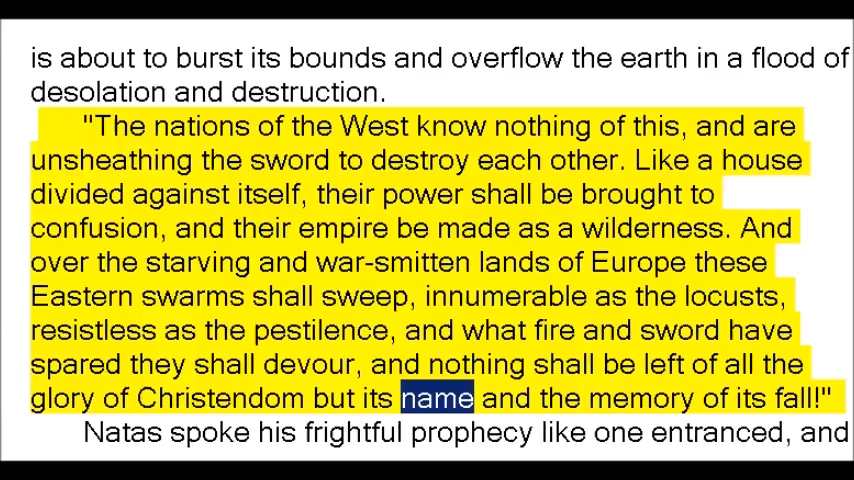 is about to burst its bounds and overflow the earth in a flood of
desolation and destruction.
"The nations of the West know nothing of this, and are
unsheathing the sword to destroy each other. Like a house
divided against itself, their power shall be brought to
confusion, and their empire be made as a wilderness. And
over the starving and war-smitten lands of Europe these
Eastern swarms shall sweep, innumerable as the locusts,
resistless as the pestilence, and what fire and sword have
spared they shall devour, and nothing shall be left of all the
glory of Christendom but its name and the memory of its fall!"
Natas spoke his frightful prophecy like one entranced, and